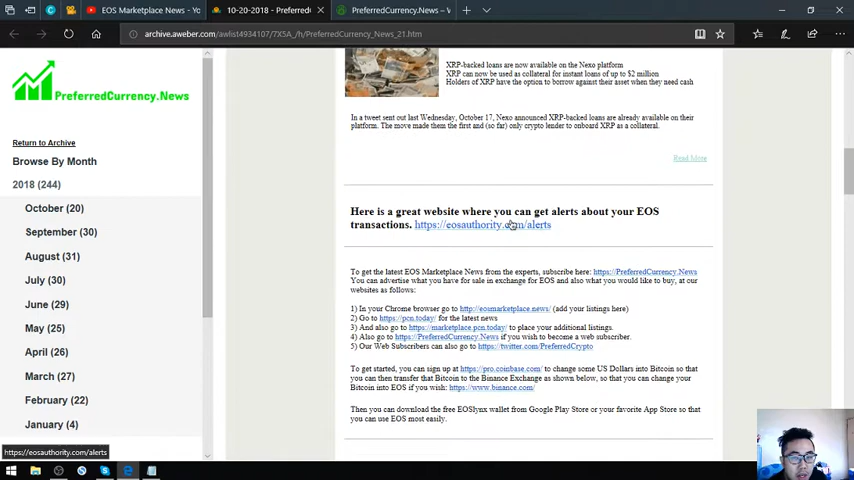 EOS Marketplace News - Yo
10-20-2018 - Preferred
PreferredCurrency.News – V
archive.aweber.com/awlist4934107/7X5A_/h/PreferredCurrency_News_21.htm
PreferredCurrency.News
Return to Archive
Browse By Month
2018 (244)
October (20)
September (30)
August (31)
July (30)
June (29)
May (25)
April (26)
March (27)
February (22)
January (4)
https://eosauthority.com/alerts
XRP-backed loans are now available on the Nexo platform
XRP can now be used as collateral for instant loans of up to $2 million
Holders of XRP have the option to borrow against their asset when they need cash
In a tweet sent out last Wednesday, October 17, Nexo announced XRP-backed loans are already available on their
platform. The move made them the first and (so far) only crypto lender to onboard XRP as a collateral.
Read More
Here is a great website where you can get alerts about your EOS
transactions. https://eosauthority.com/alerts
To get the latest EOS Marketplace News from the experts, subscribe here: https://PreferredCurrency.News
You can advertise what you have for sale in exchange for EOS and also what you would like to buy, at our
websites as follows:
1) In your Chrome browser go to http://eosmarketplace.news/ (add your listings here)
2) Go to https://pcn.today/ for the latest news
3) And also go to https://marketplace.pcn.today/ to place your additional listings.
4) Also go to https://PreferredCurrency.News if you wish to become a web subscriber.
5) Our Web Subscribers can also go to https://twitter.com/PreferredCrypto
To get started, you can sign up at https://pro.coinbase.com/ to change some US Dollars into Bitcoin so that
you can then transfer that Bitcoin to the Binance Exchange as shown below, so that you can change your
Bitcoin into EOS if you wish: https://www.binance.com/
Then you can download the free EOSlynx wallet from Google Play Store or your favorite App Store so that
you can use EOS most easily.